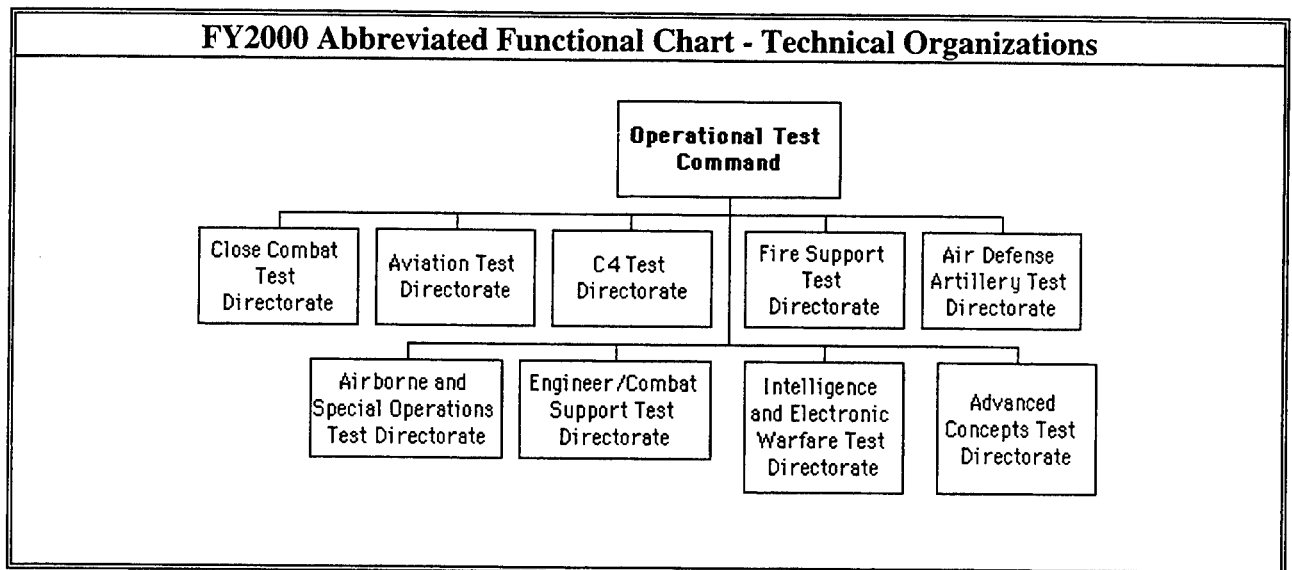 FY2000 Abbreviated Functional Chart - Technical Organizations
Operational Test
Command
Close Combat
Test
Directorate
Aviation Test
Directorate
C4 Test
Directorate
Fire Support
Test
Directorate
Air Defense
Artillery Test
Directorate
Airborne and
Special Operations
Test Directorate
Engineer/Combat
Support Test
Directorate
Intelligence
and Electronic
Warfare Test
Directorate
Advanced
Concepts Test
Directorate